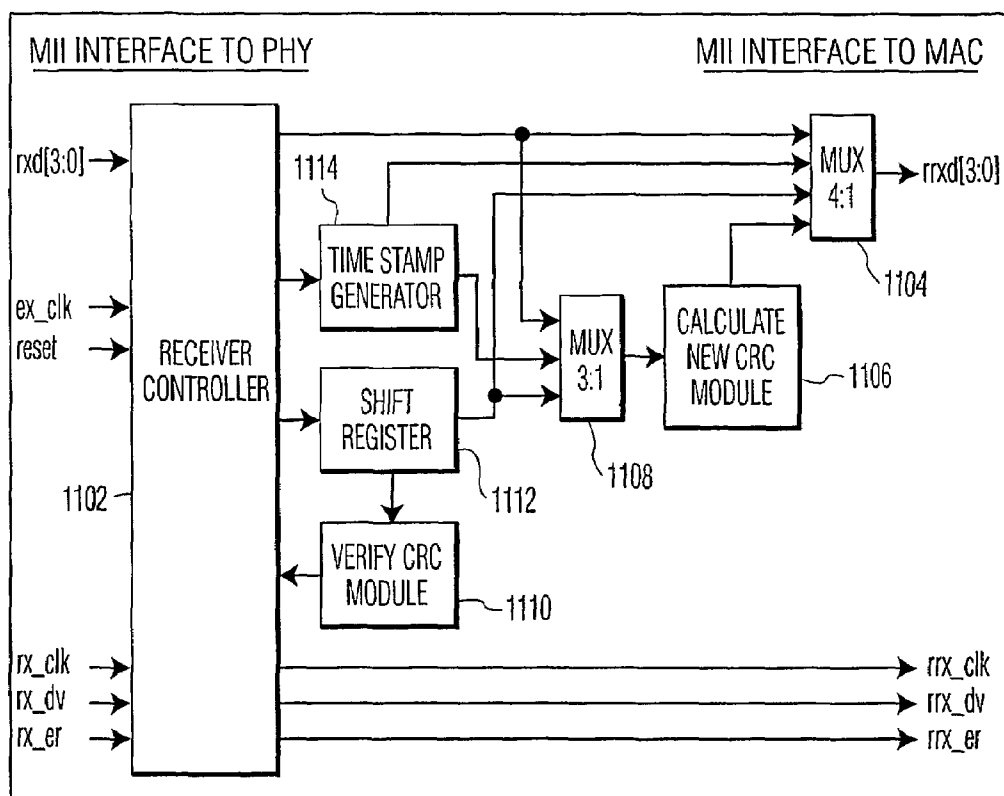 MII INTERFACE TO PHY
MII INTERFACE TO MAC
rxd[3:0]
ex_clk
reset
RECEIVER
CONTROLLER
1102
1114
TIME STAMP
GENERATOR
SHIFT
REGISTER
1112
VERIFY CRC
MODULE
1110
MUX
3:1
1108
CALCULATE
NEW CRC
MODULE
1106
MUX
4:1
1104
rrxd[3:0]
rx_clk
rx_dv
rx_er
rrx_clk
rrx_dv
rrx_er